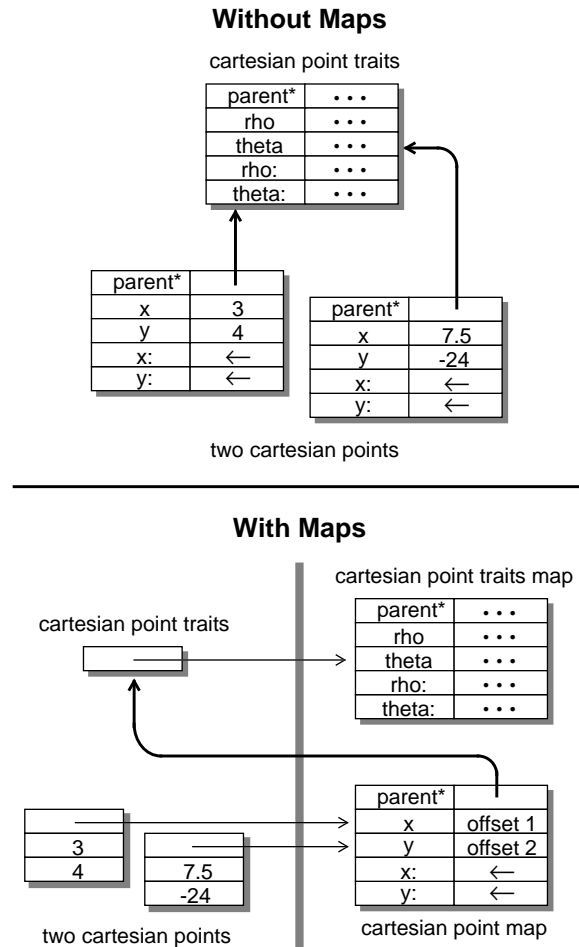 Without Maps
cartesian point traits
parent* • • •
rho • • •
theta • • •
rho: • • •
theta: • • •
parent*
x 3
y 4
x: ←
y: ←
parent*
x 7.5
y -24
x: ←
y: ←
two cartesian points
With Maps
cartesian point traits map
parent* • • •
rho • • •
theta • • •
rho: • • •
theta: • • •
cartesian point traits
3
4
7.5
-24
two cartesian points
parent*
x offset 1
y offset 2
x: ←
y: ←
cartesian point map